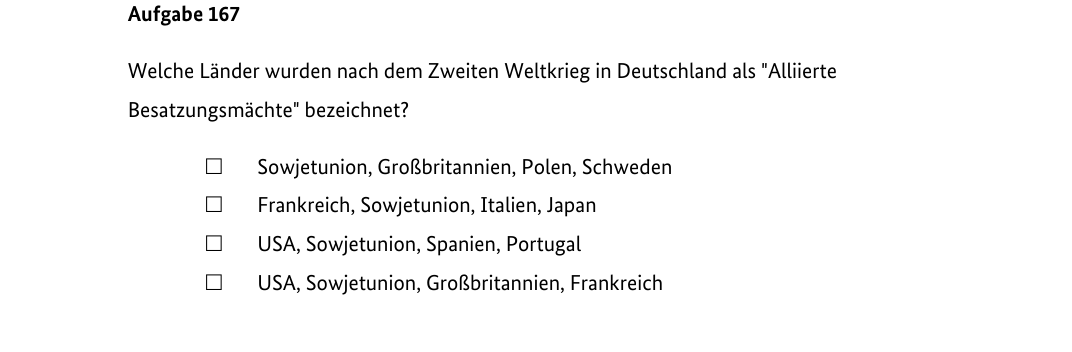 Aufgabe 167
Welche Länder wurden nach dem Zweiten Weltkrieg in Deutschland als "Alliierte
Besatzungsmächte" bezeichnet?
☐ Sowjetunion, Großbritannien, Polen, Schweden
☐ Frankreich, Sowjetunion, Italien, Japan
☐ USA, Sowjetunion, Spanien, Portugal
☐ USA, Sowjetunion, Großbritannien, Frankreich